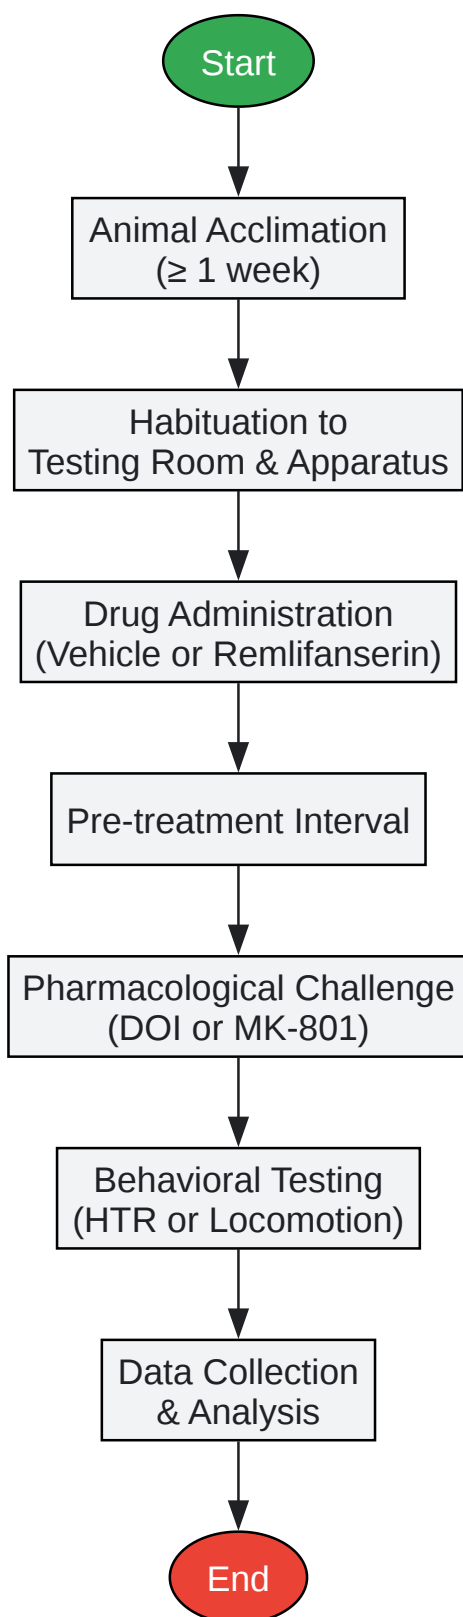 Start
Animal Acclimation
(≥ 1 week)
Habituation to
Testing Room & Apparatus
Drug Administration
(Vehicle or Remlifanserin)
Pre-treatment Interval
Pharmacological Challenge
(DOI or MK-801)
Behavioral Testing
(HTR or Locomotion)
Data Collection
& Analysis
End